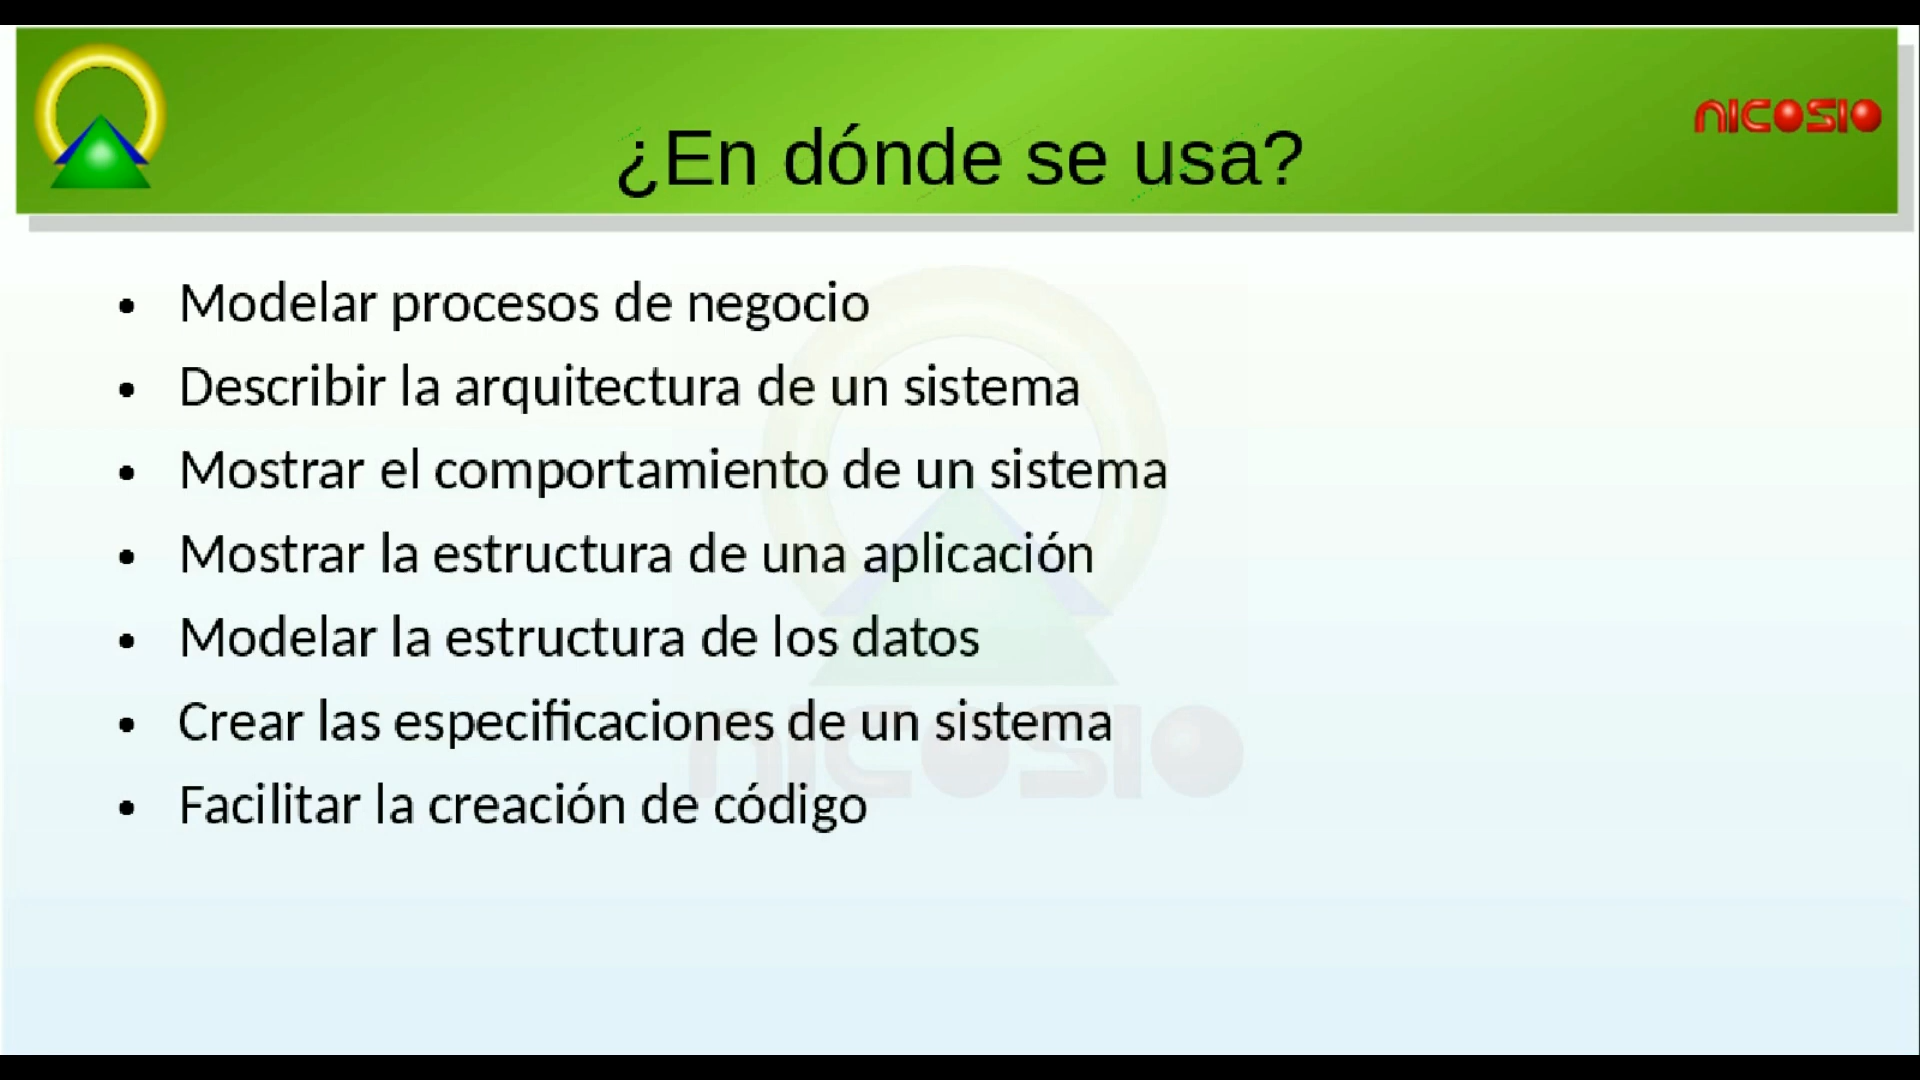 NICOSIO
¿En dónde se usa?
• Modelar procesos de negocio
• Describir la arquitectura de un sistema
• Mostrar el comportamiento de un sistema
• Mostrar la estructura de una aplicación
• Modelar la estructura de los datos
• Crear las especificaciones de un sistema
• Facilitar la creación de código
NICOSIO